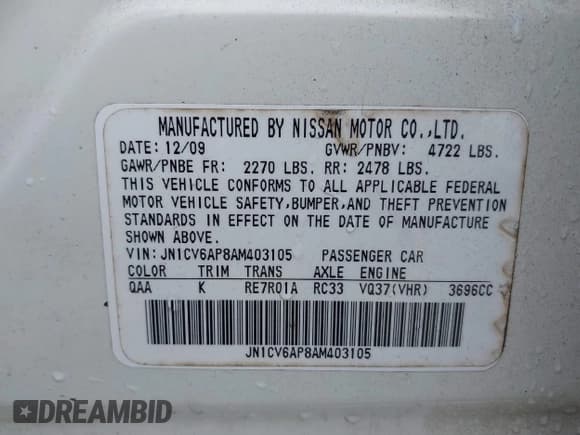 MANUFACTURED BY NISSAN MOTOR CO.,LTD.
DATE: 12/09 GVWR/PNBV: 4722 LBS.
GAWR/PNBE FR: 2270 LBS. RR: 2478 LBS.
THIS VEHICLE CONFORMS TO ALL APPLICABLE FEDERAL
MOTOR VEHICLE SAFETY,BUMPER,AND THEFT PREVENTION
STANDARDS IN EFFECT ON THE DATE OF MANUFACTURE
SHOWN ABOVE.
VIN: JN1CV6AP8AM403105 PASSENGER CAR
COLOR TRIM TRANS AXLE ENGINE
QAA K RE7R01A RC33 VQ37(VHR) 3696CC
JN1CV6AP8AM403105
DREAMBID